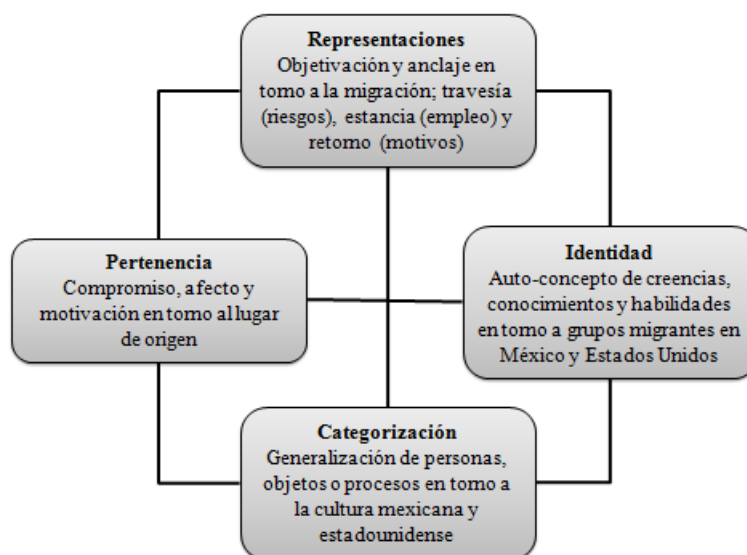 Representaciones
Objetivación y anclaje en
torno a la migración; travesía
(riesgos), estancia (empleo) y
retorno (motivos)
Pertenencia
Compromiso, afecto y
motivación en torno al lugar
de origen
Identidad
Auto-concepto de creencias,
conocimientos y habilidades
en torno a grupos migrantes en
México y Estados Unidos
Categorización
Generalización de personas,
objetos o procesos en torno a
la cultura mexicana y
estadounidense